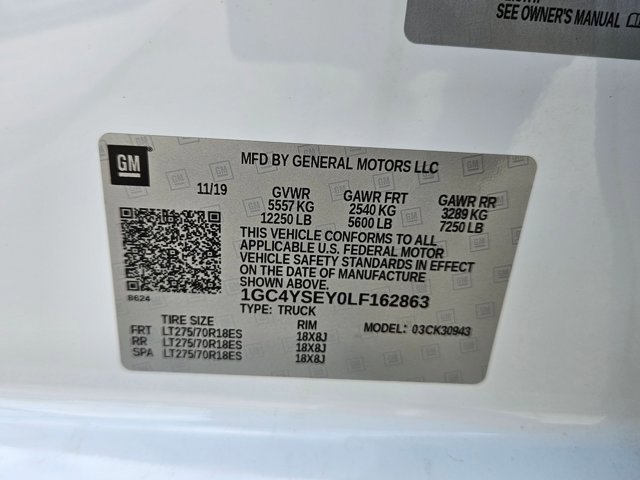 SEE OWNER'S MANUAL
GM
MFD BY GENERAL MOTORS LLC
11/19 GVWR GAWR FRT GAWR RR
5557 KG 2540 KG 3289 KG
12250 LB 5600 LB 7250 LB
THIS VEHICLE CONFORMS TO ALL
APPLICABLE U.S. FEDERAL MOTOR
VEHICLE SAFETY STANDARDS IN EFFECT
ON THE DATE OF MANUFACTURE
SHOWN ABOVE.
B624
1GC4YSEY0LF162863
TYPE: TRUCK
TIRE SIZE RIM MODEL: 03CK30943
FRT LT275/70R18ES 18X8J
RR LT275/70R18ES 18X8J
SPA LT275/70R18ES 18X8J